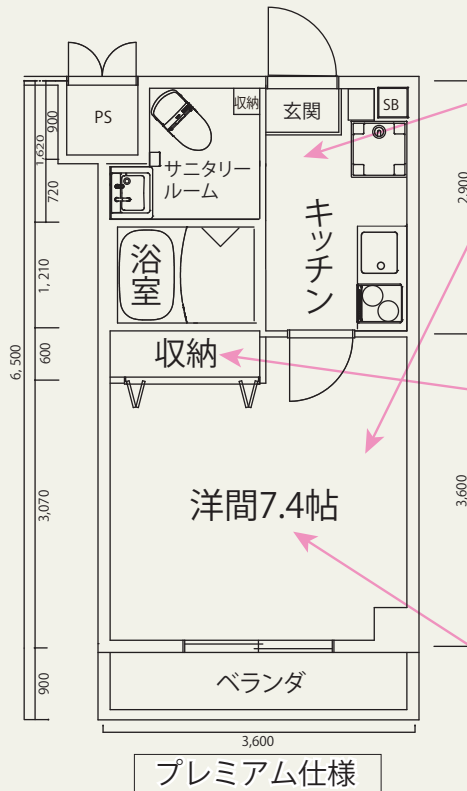 PS
収納
玄関
SB
サニタリー
ルーム
キッチン
浴室
収納
洋間7.4帖
ベランダ
900
1,620
720
1,210
600
6,500
3,070
900
2,900
3,600
3,600
プレミアム仕様